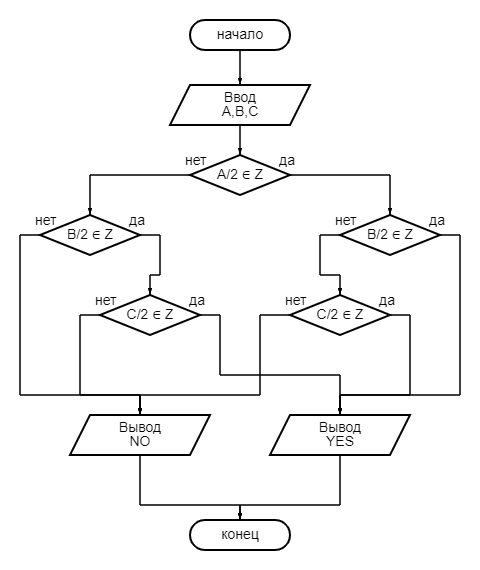 начало
Ввод
A,B,C
нет
A/2 ∈ Z
да
нет
B/2 ∈ Z
да
нет
B/2 ∈ Z
да
нет
C/2 ∈ Z
да
нет
C/2 ∈ Z
да
Вывод
NO
Вывод
YES
конец